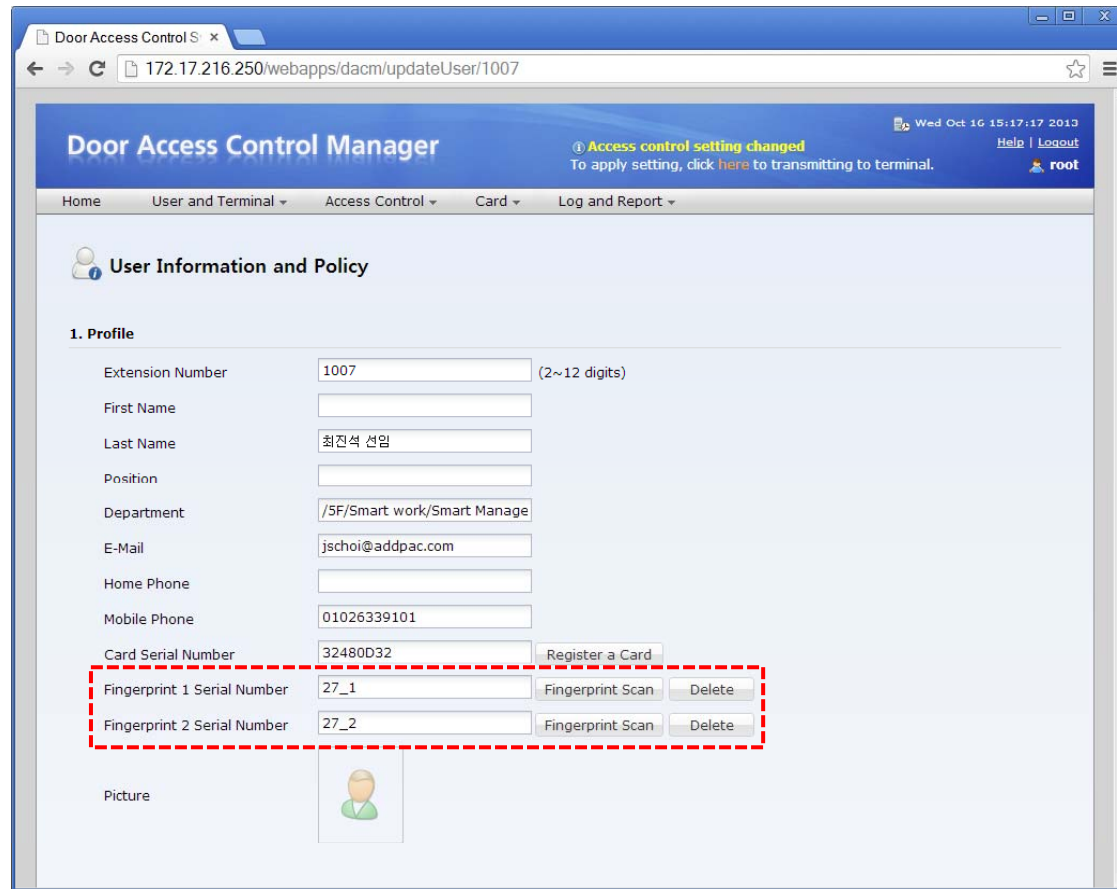 Door Access Control S
172.17.216.250/webapps/dacm/updateUser/1007
Wed Oct 16 15:17:17 2013
Door Access Control Manager
Access control setting changed
Help | Logout
To apply setting, click here to transmitting to terminal.
root
Home User and Terminal Access Control Card Log and Report
User Information and Policy
1. Profile
Extension Number 1007 (2~12 digits)
First Name
Last Name 최진석 선임
Position
Department /5F/Smart work/Smart Manage
E-Mail jschoi@addpac.com
Home Phone
Mobile Phone 01026339101
Card Serial Number 32480D32 Register a Card
Fingerprint 1 Serial Number 27_1 Fingerprint Scan Delete
Fingerprint 2 Serial Number 27_2 Fingerprint Scan Delete
Picture